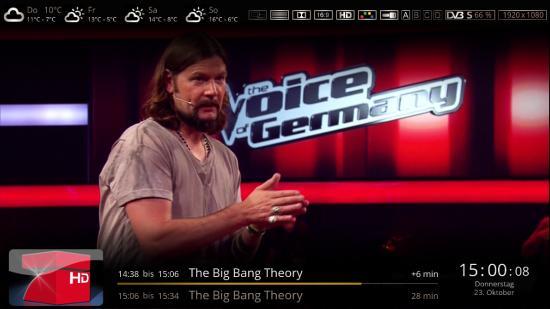 Do 10°C
11°C - 7°C
Fr
13°C - 5°C
Sa
14°C - 8°C
So
16°C - 6°C
16:9 HD A B C D DVB S 66 % 1920 x 1080
the
Voice
of Germany
HD
14:38 bis 15:06 The Big Bang Theory +6 min
15:06 bis 15:34 The Big Bang Theory 28 min
15:00:08
Donnerstag
23. Oktober